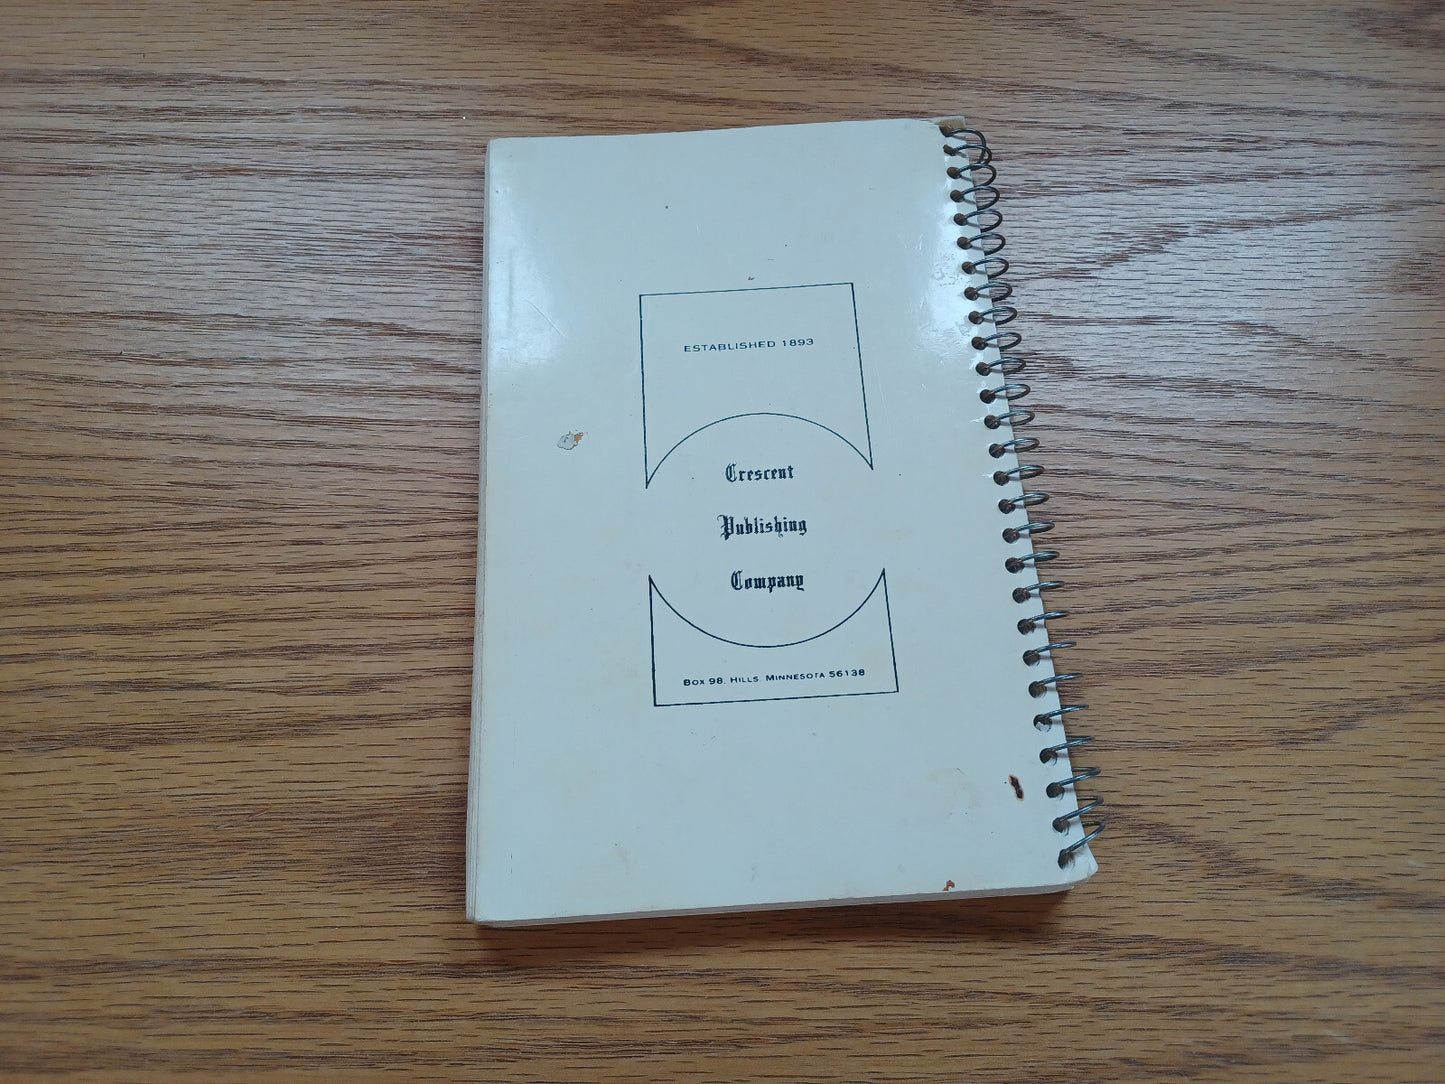 ESTABLISHED 1893
Crescent
Publishing
Company
BOX 98, HILLS, MINNESOTA 56138